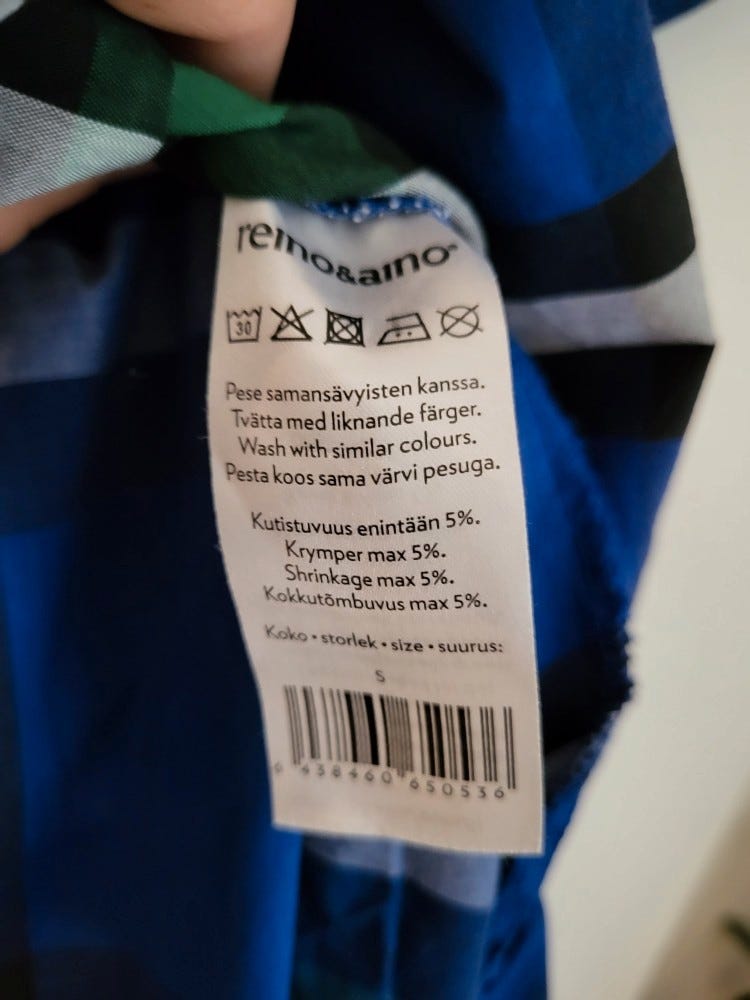 reino&aino
30
Pese samansävyisten kanssa.
Tvätta med liknande färger.
Wash with similar colours.
Pesta koos sama värvi pesuga.
Kutistuvuus enintään 5%.
Krymper max 5%.
Shrinkage max 5%.
Kokkutõmbuvus max 5%.
Koko • storlek • size • suurus:
S
6 438460 650536